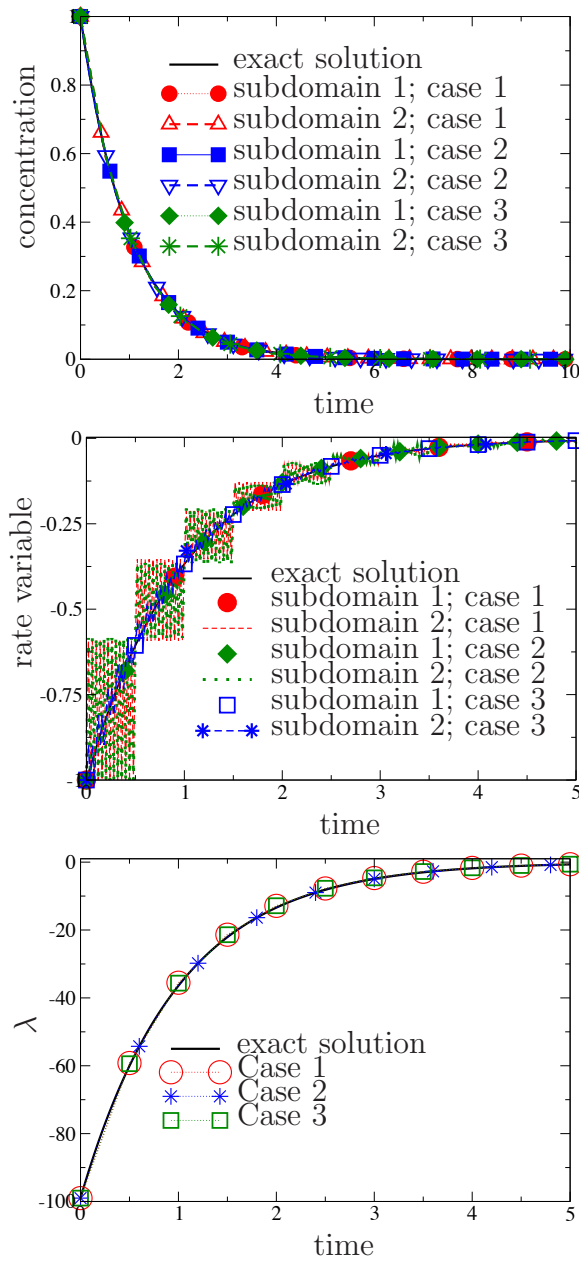 0.8
0.6
0.4
0.2
0
concentration
exact solution
subdomain 1; case 1
subdomain 2; case 1
subdomain 1; case 2
subdomain 2; case 2
subdomain 1; case 3
subdomain 2; case 3
0 2 4 6 8 10
time
0
-0.25
-0.5
-0.75
rate variable
exact solution
subdomain 1; case 1
subdomain 2; case 1
subdomain 1; case 2
subdomain 2; case 2
subdomain 1; case 3
subdomain 2; case 3
0 1 2 3 4 5
time
0
-20
-40
-60
-80
-100
λ
exact solution
Case 1
Case 2
Case 3
0 1 2 3 4 5
time